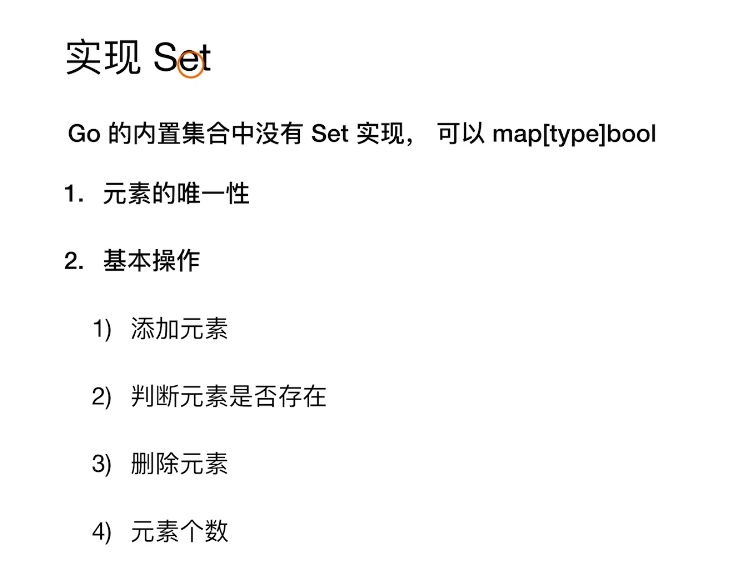 实现 Set
Go 的内置集合中没有 Set 实现， 可以 map[type]bool
1. 元素的唯一性
2. 基本操作
1) 添加元素
2) 判断元素是否存在
3) 删除元素
4) 元素个数